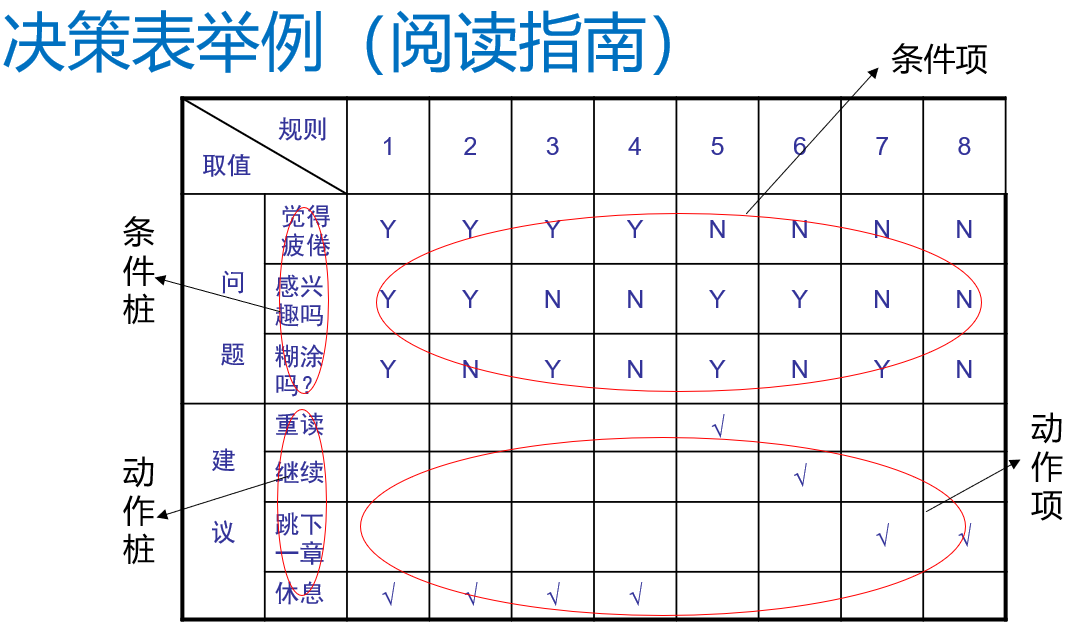 决策表举例（阅读指南）
条件项
规则
取值
1 2 3 4 5 6 7 8
条件桩
问题
觉得
疲倦
Y Y Y Y N N N N
感兴
趣吗
Y Y N N Y Y N N
糊涂
吗？
Y N Y N Y N Y N
动作桩
建议
重读
√
继续
√
跳下
一章
√ √
休息
√ √ √ √
动作项